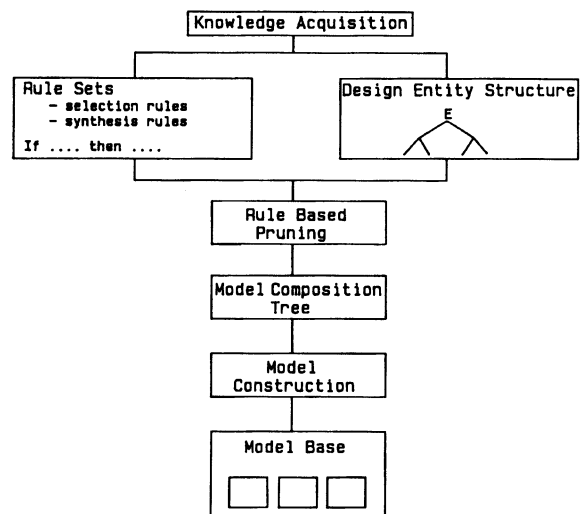 Knowledge Acquisition
Rule Sets
- selection rules
- synthesis rules
If .... then ....
Design Entity Structure
E
Rule Based
Pruning
Model Composition
Tree
Model
Construction
Model Base